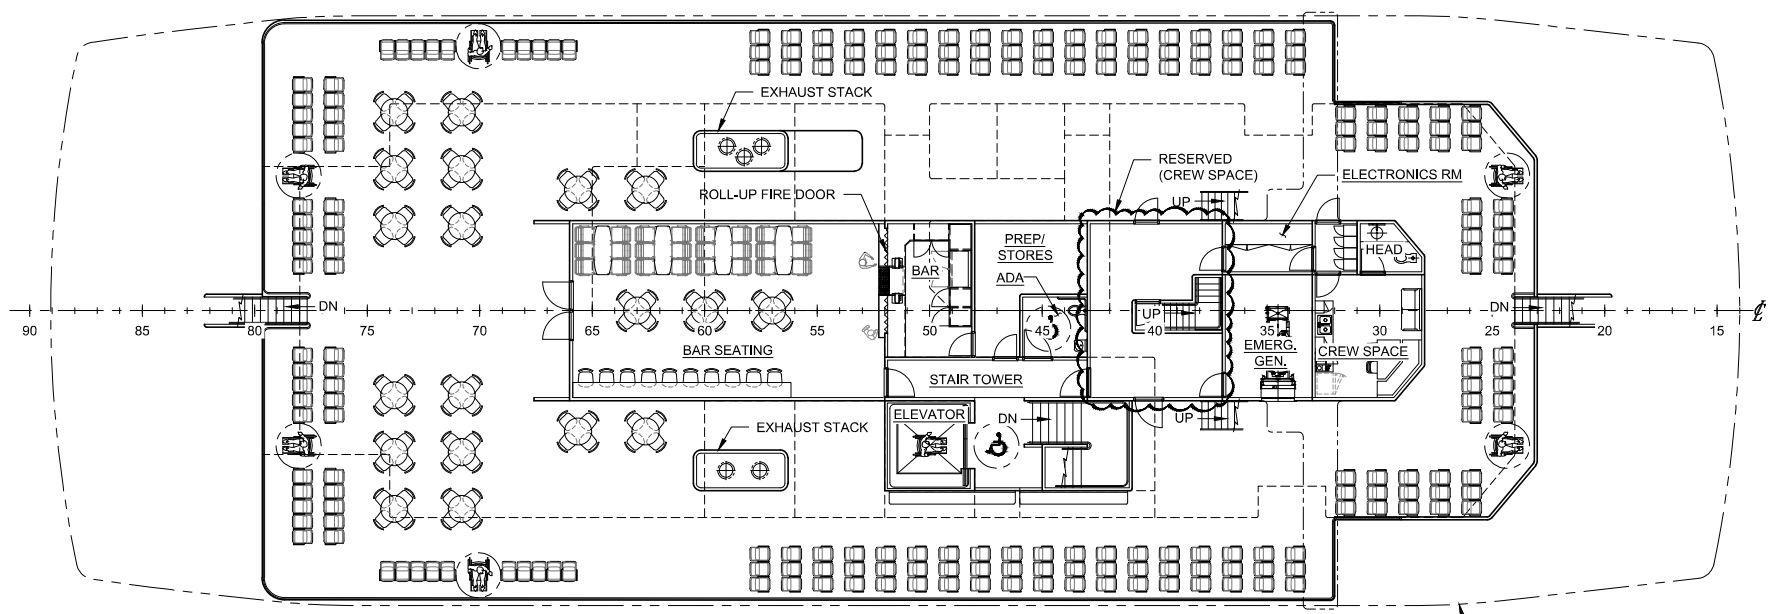 EXHAUST STACK
RESERVED
(CREW SPACE)
ELECTRONICS RM
ROLL-UP FIRE DOOR
UP
PREP/
STORES
HEAD
BAR
ADA
DN
UP
DN
90 85 80 75 70 65 60 55 50 45 40 35 30 25 20 15 ℄
BAR SEATING
EMERG.
GEN.
CREW SPACE
STAIR TOWER
ELEVATOR
DN
UP
EXHAUST STACK